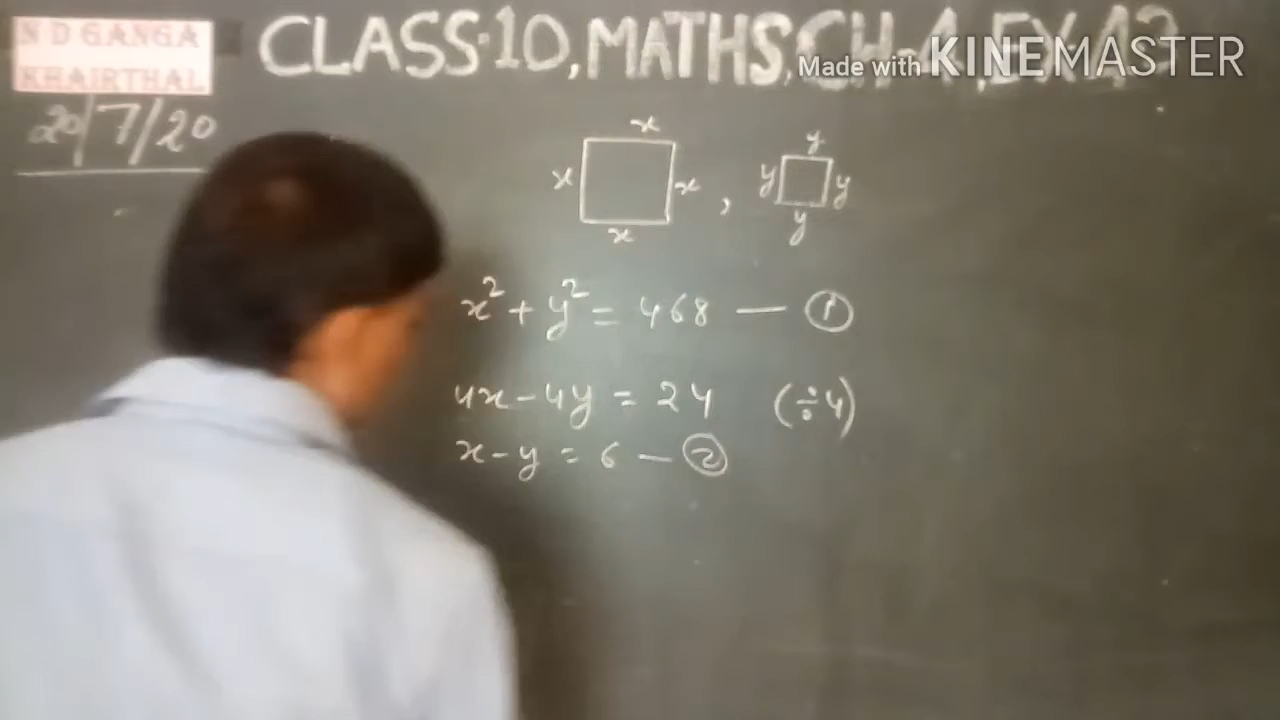 N D GANGA
KHAIRTHAL
CLASS-10, MATHS, CH-4, EX-4.3
Made with KINEMASTER
20/7/20
x
x
x
x
,
y
y
y
y
x² + y² = 468 — ①
4x - 4y = 24 (÷4)
x - y = 6 — ②